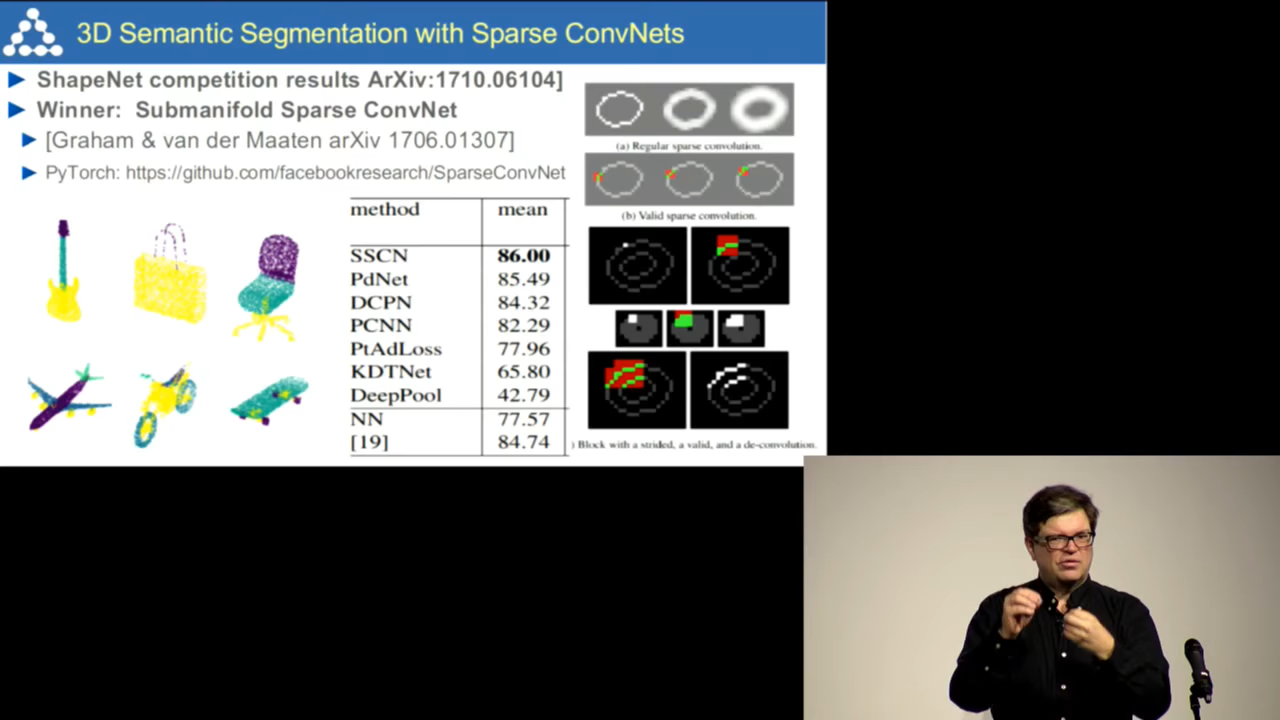 3D Semantic Segmentation with Sparse ConvNets
ShapeNet competition results ArXiv:1710.06104]
Winner: Submanifold Sparse ConvNet
[Graham & van der Maaten arXiv 1706.01307]
PyTorch: https://github.com/facebookresearch/SparseConvNet
method mean
SSCN 86.00
PdNet 85.49
DCPN 84.32
PCNN 82.29
PtAdLoss 77.96
KDTNet 65.80
DeepPool 42.79
NN 77.57
[19] 84.74
(a) Regular sparse convolution.
(b) Valid sparse convolution.
) Block with a strided, a valid, and a de-convolution.